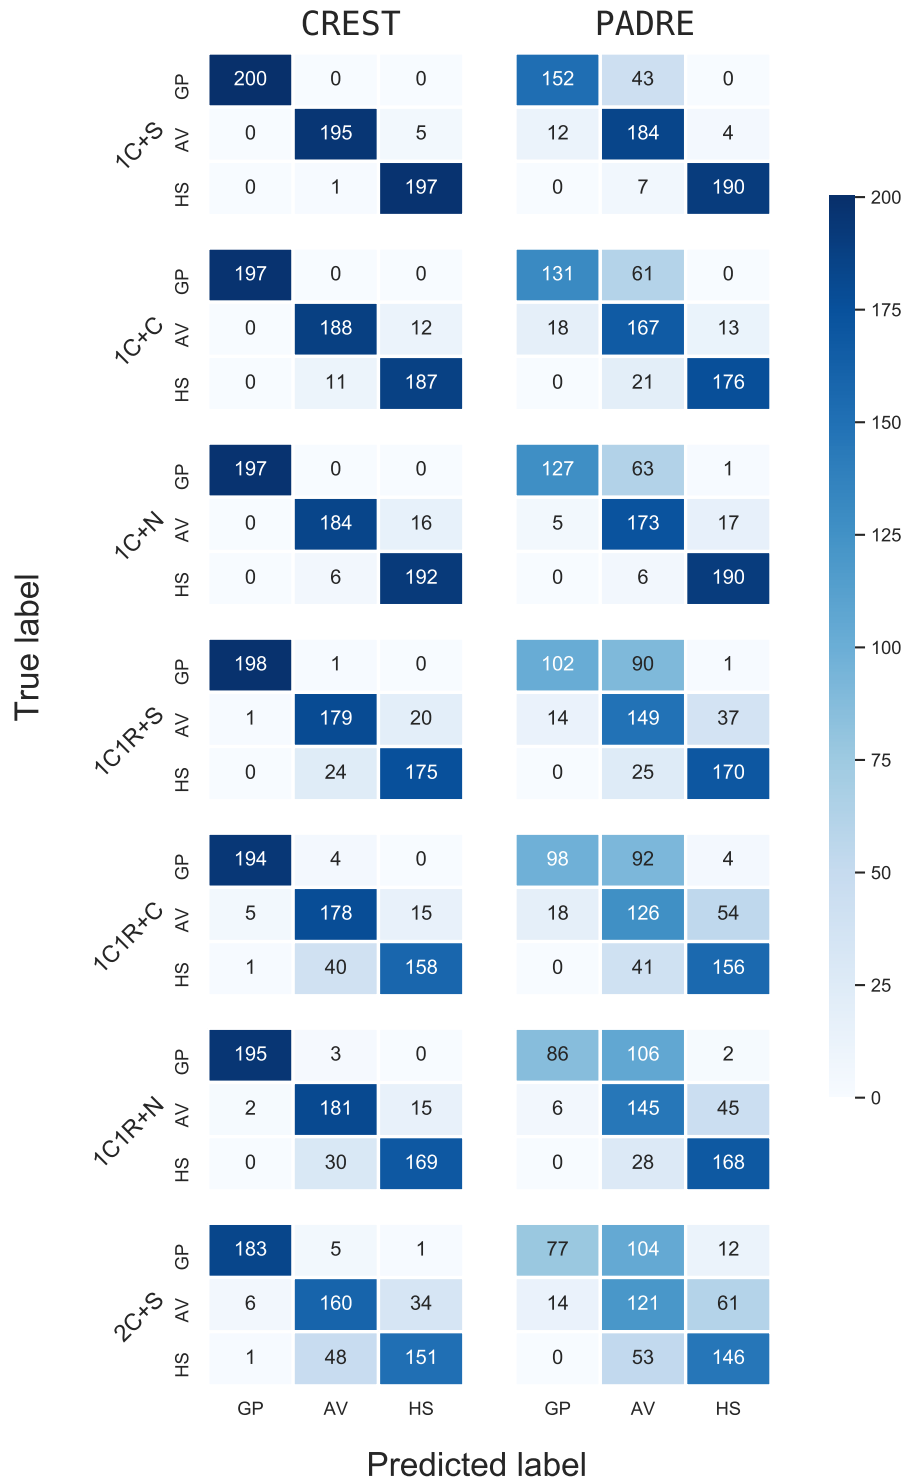 CREST PADRE
1C+S
GP 200 0 0 152 43 0
AV 0 195 5 12 184 4
HS 0 1 197 0 7 190
1C+C
GP 197 0 0 131 61 0
AV 0 188 12 18 167 13
HS 0 11 187 0 21 176
1C+N
GP 197 0 0 127 63 1
AV 0 184 16 5 173 17
HS 0 6 192 0 6 190
1C1R+S
GP 198 1 0 102 90 1
AV 1 179 20 14 149 37
HS 0 24 175 0 25 170
1C1R+C
GP 194 4 0 98 92 4
AV 5 178 15 18 126 54
HS 1 40 158 0 41 156
1C1R+N
GP 195 3 0 86 106 2
AV 2 181 15 6 145 45
HS 0 30 169 0 28 168
2C+S
GP 183 5 1 77 104 12
AV 6 160 34 14 121 61
HS 1 48 151 0 53 146
GP AV HS GP AV HS
True label
Predicted label
200
175
150
125
100
75
50
25
0